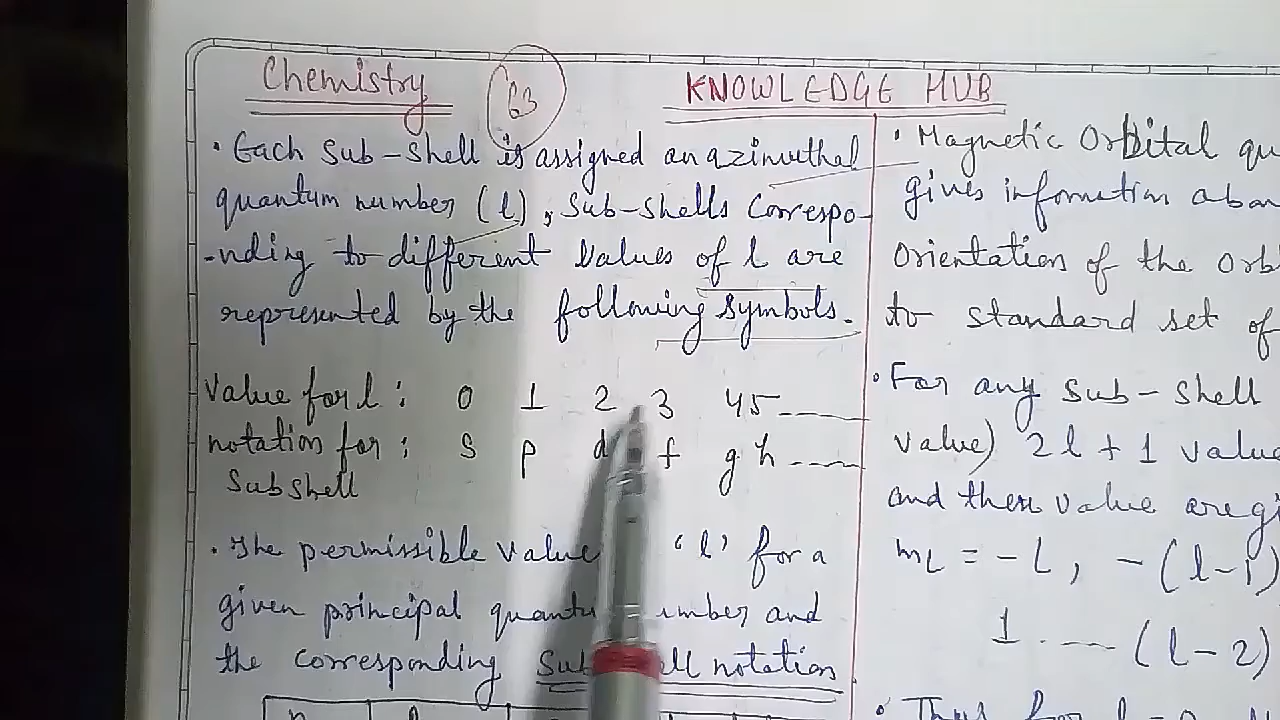 Chemistry
63
KNOWLEDGE HUB
• Each Sub-Shell is assigned an azimuthal
quantum number (l), Sub-shells Correspo-
-nding to different Values of l are
represented by the following symbols.
Value for l : 0 1 2 3 4 5
notation for : s p d f g h
Subshell
• The permissible Value 'l' for a
given principal and
the corresponding notation
n l
• Magnetic Orbital
gives information
Orientation of the
to standard set of
• For any Sub-Shell
Value) 2l + 1
and these value are
mL = -l, -(l-1)
1 (l-2)
• Thus for l=0